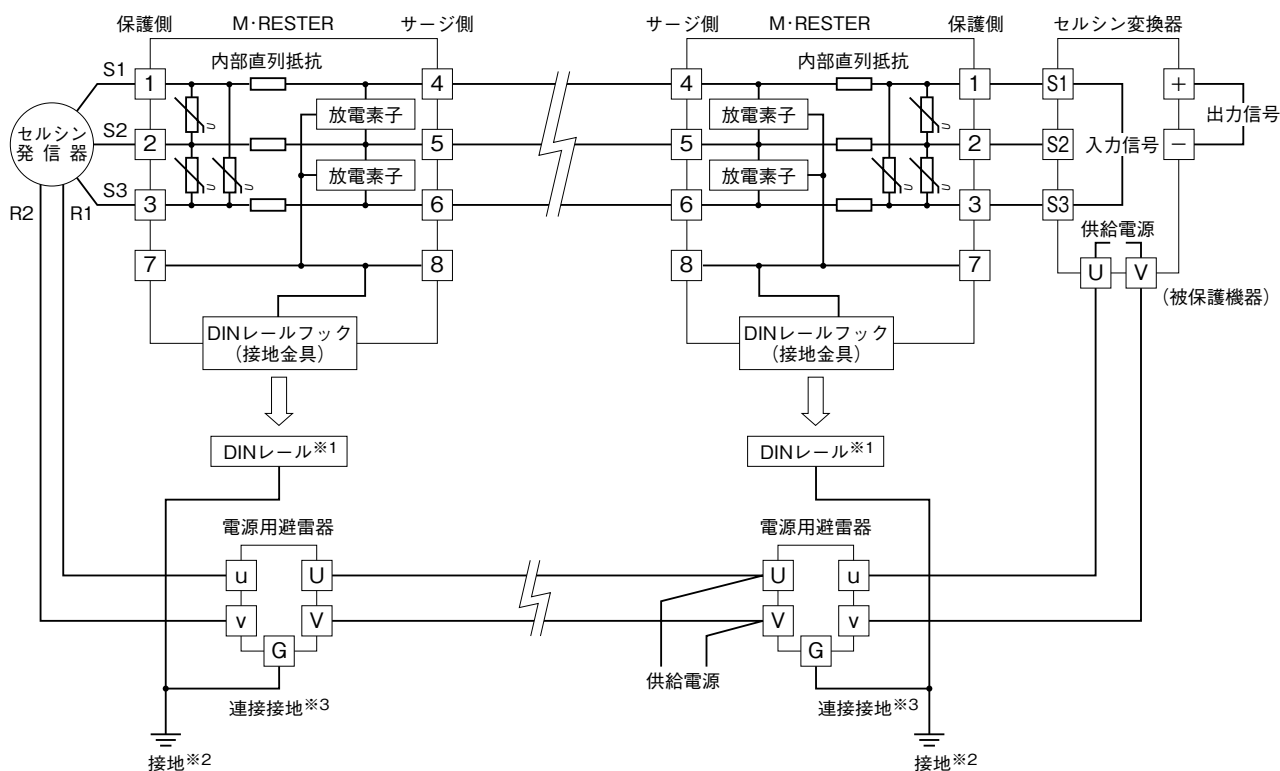 保護側 M・RESTER サージ側 サージ側 M・RESTER 保護側 セルシン変換器
S1 1 内部直列抵抗 4 4 内部直列抵抗 1 S1 +
放電素子 放電素子 出力信号
セルシン
発信器
S2 2 5 5 2 S2 入力信号 −
放電素子 放電素子
S3 3 6 6 3 S3
R2 R1
供給電源
7 8 8 7 U V
(被保護機器)
DINレールフック DINレールフック
(接地金具) (接地金具)
DINレール※1 DINレール※1
電源用避雷器 電源用避雷器
u U U u
v V V v
G G
供給電源
連接接地※3 連接接地※3
接地※2 接地※2